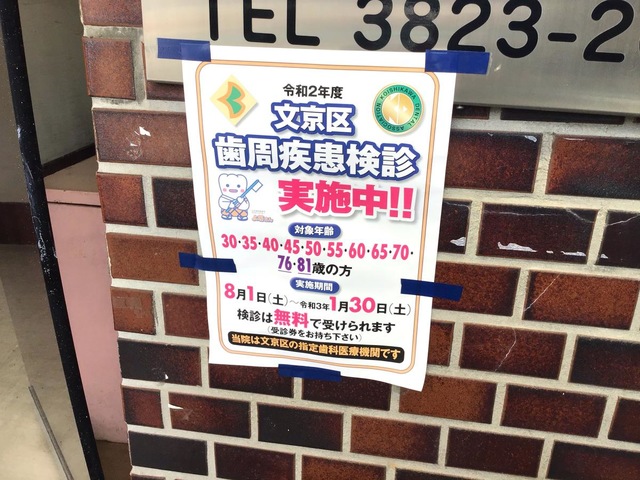 TEL 3823-2
令和2年度
KOISHIKAWA DENTAL ASSOCIATION
文京区
歯周疾患検診
実施中!!
対象年齢
30・35・40・45・50・55・60・65・70・
76・81歳の方
実施期間
8月1日(土)~令和3年1月30日(土)
検診は無料で受けられます
(受診券をお持ち下さい)
当院は文京区の指定歯科医療機関です